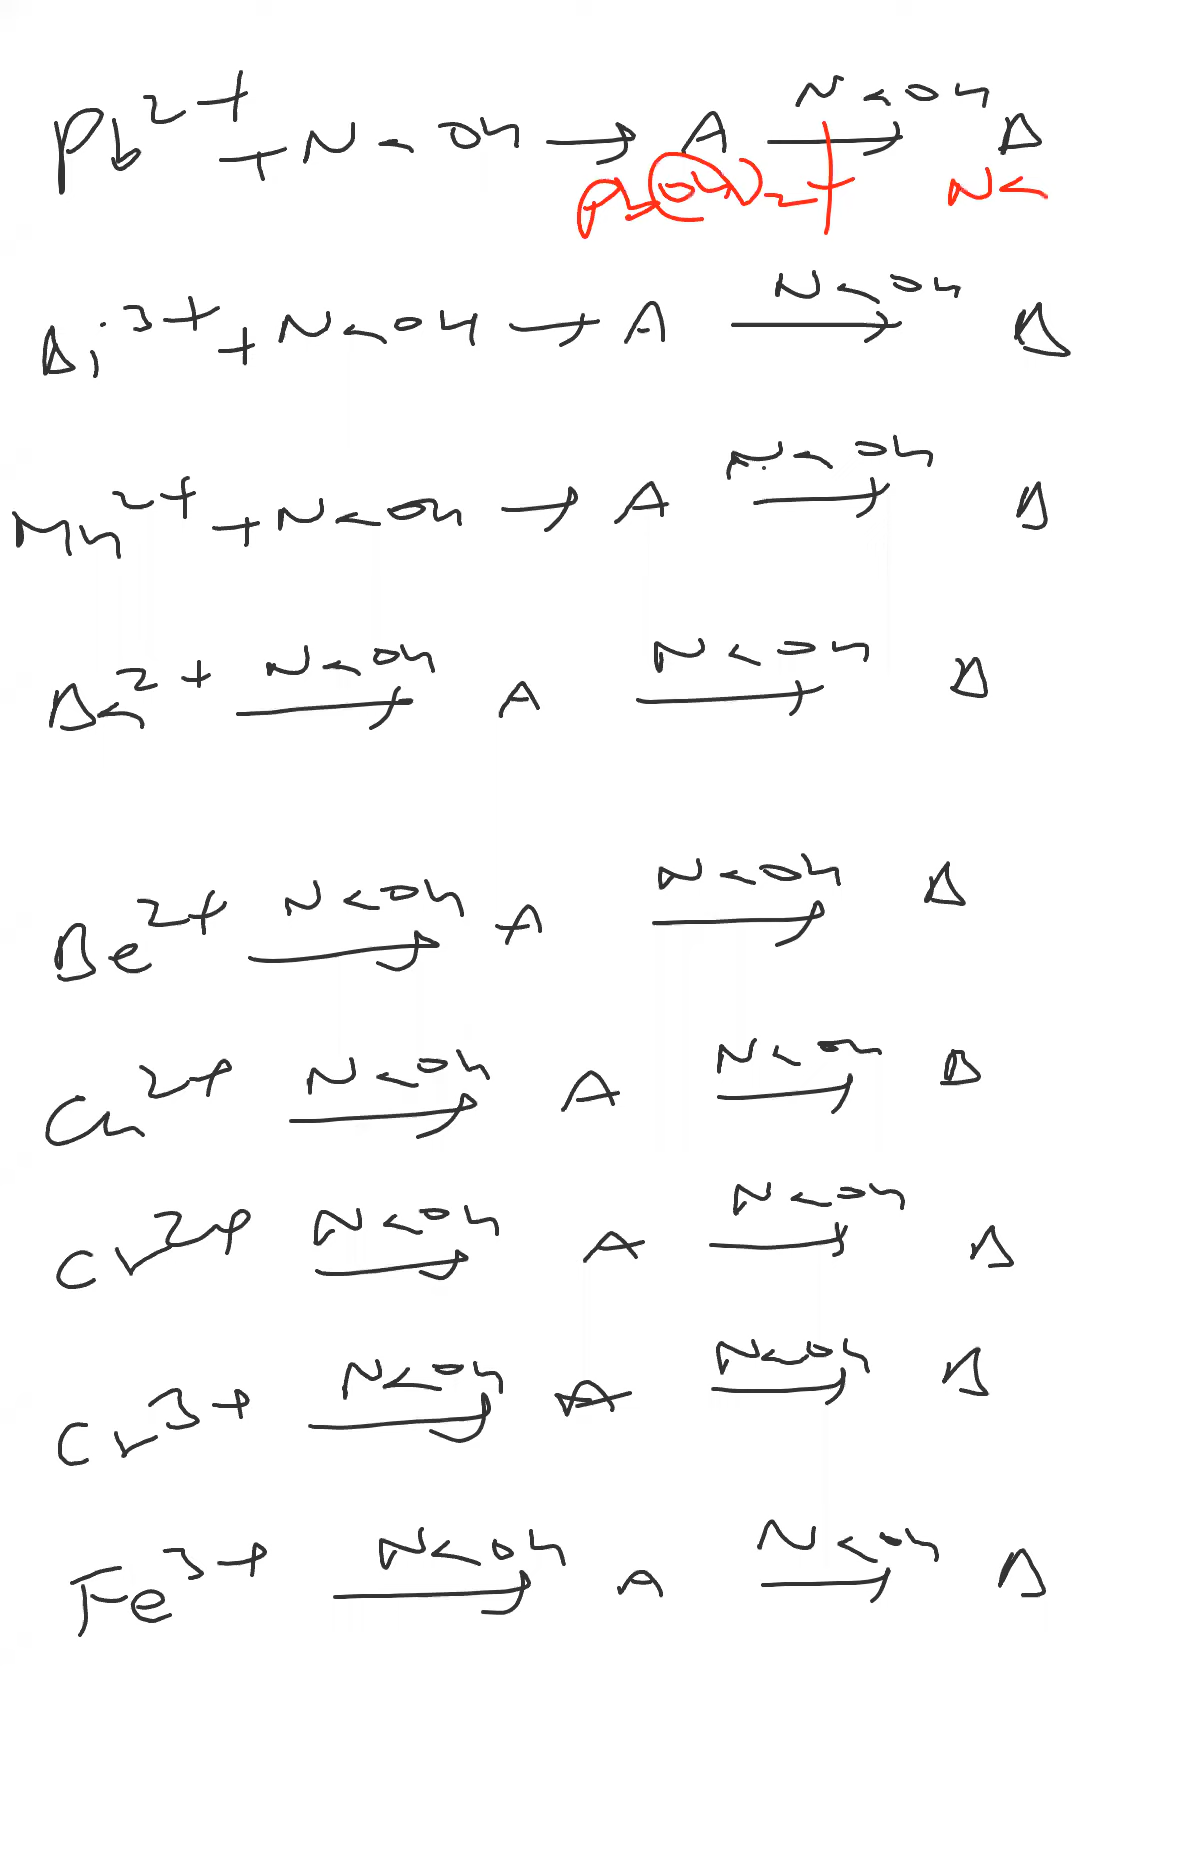 Pb2+ + NaOH → A NaOH → B
Pb(OH)2 + Na
Bi3+ + NaOH → A NaOH → B
Mn2+ + NaOH → A NaOH → B
Ba2+ NaOH → A NaOH → B
Be2+ NaOH → A NaOH → B
Cu2+ NaOH → A NaOH → B
Cr2+ NaOH → A NaOH → B
Cr3+ NaOH → A NaOH → B
Fe3+ NaOH → A NaOH → B